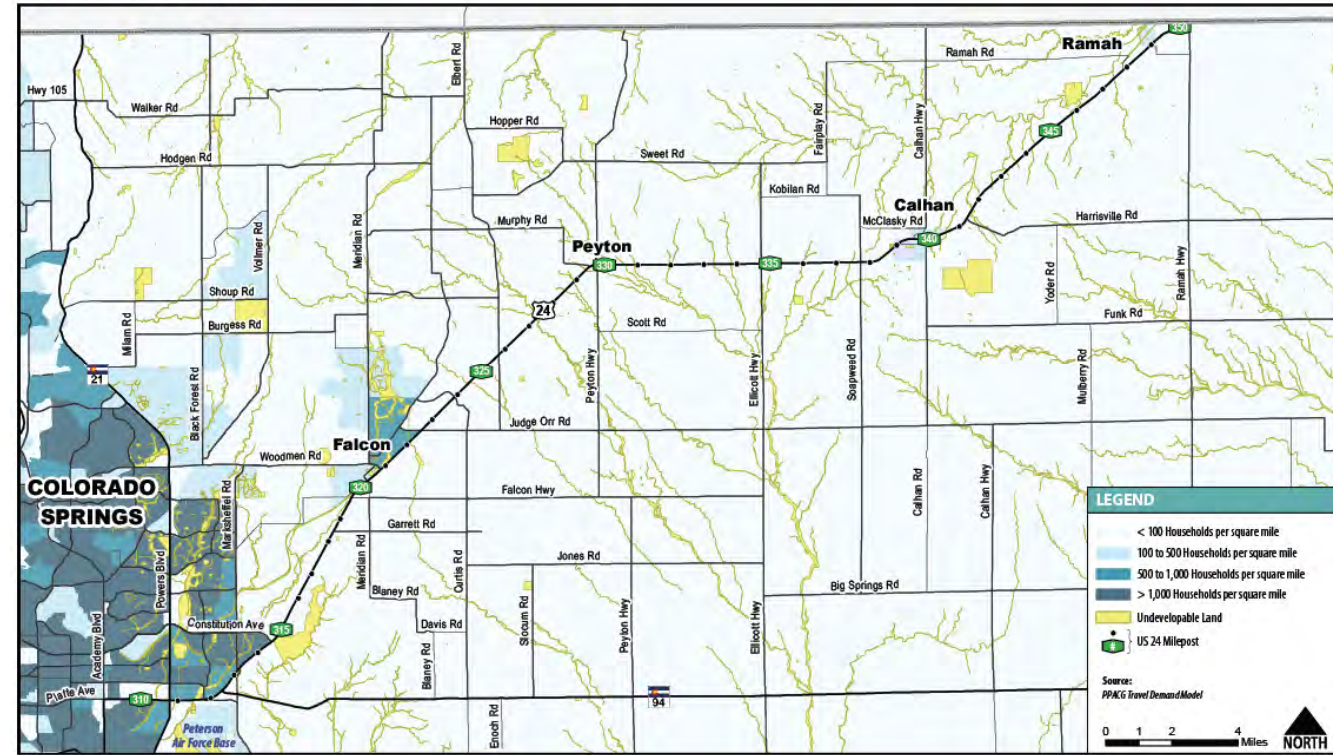 Ramah
350
Ramah Rd
Hwy 105
Walker Rd
Elbert Rd
Hopper Rd
Fairplay Rd
Calhan Hwy
345
Hodgen Rd
Sweet Rd
Kobilan Rd
Calhan
McClasky Rd
340
Harrisville Rd
Vollmer Rd
Meridian Rd
Murphy Rd
Peyton
330
335
Yoder Rd
Ramah Hwy
Shoup Rd
24
Milam Rd
Burgess Rd
Scott Rd
Funk Rd
21
325
Peyton Hwy
Ellicott Hwy
Soapweed Rd
Mulberry Rd
Black Forest Rd
Judge Orr Rd
Falcon
Woodmen Rd
COLORADO
SPRINGS
320
Falcon Hwy
Calhan Rd
Calhan Hwy
Marksheffel Rd
Garrett Rd
Powers Blvd
Meridian Rd
Curtis Rd
Jones Rd
Big Springs Rd
Blaney Rd
Slocum Rd
Peyton Hwy
Ellicott Hwy
Academy Blvd
Constitution Ave
315
Davis Rd
Blaney Rd
Platte Ave
310
94
Enoch Rd
Peterson
Air Force Base
LEGEND
< 100 Households per square mile
100 to 500 Households per square mile
500 to 1,000 Households per square mile
> 1,000 Households per square mile
Undevelopable Land
# } US 24 Milepost
Source:
PPACG Travel Demand Model
0 1 2 4
Miles
NORTH